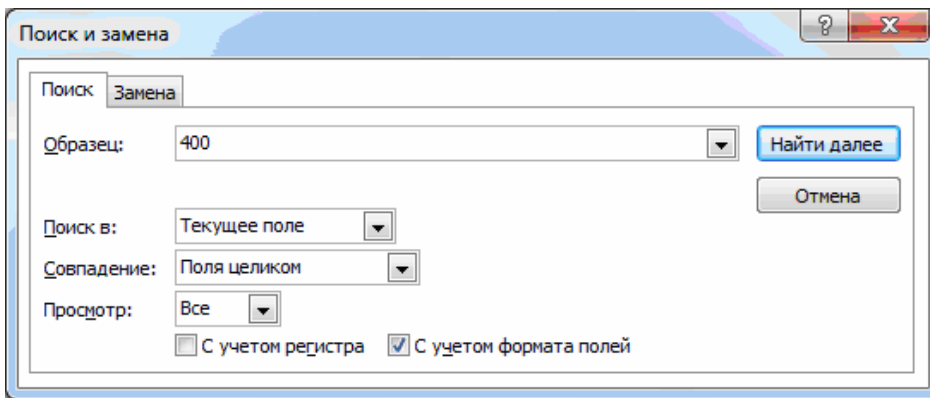 Поиск и замена
Поиск Замена
Образец: 400 Найти далее
Отмена
Поиск в: Текущее поле
Совпадение: Поля целиком
Просмотр: Все
С учетом регистра С учетом формата полей